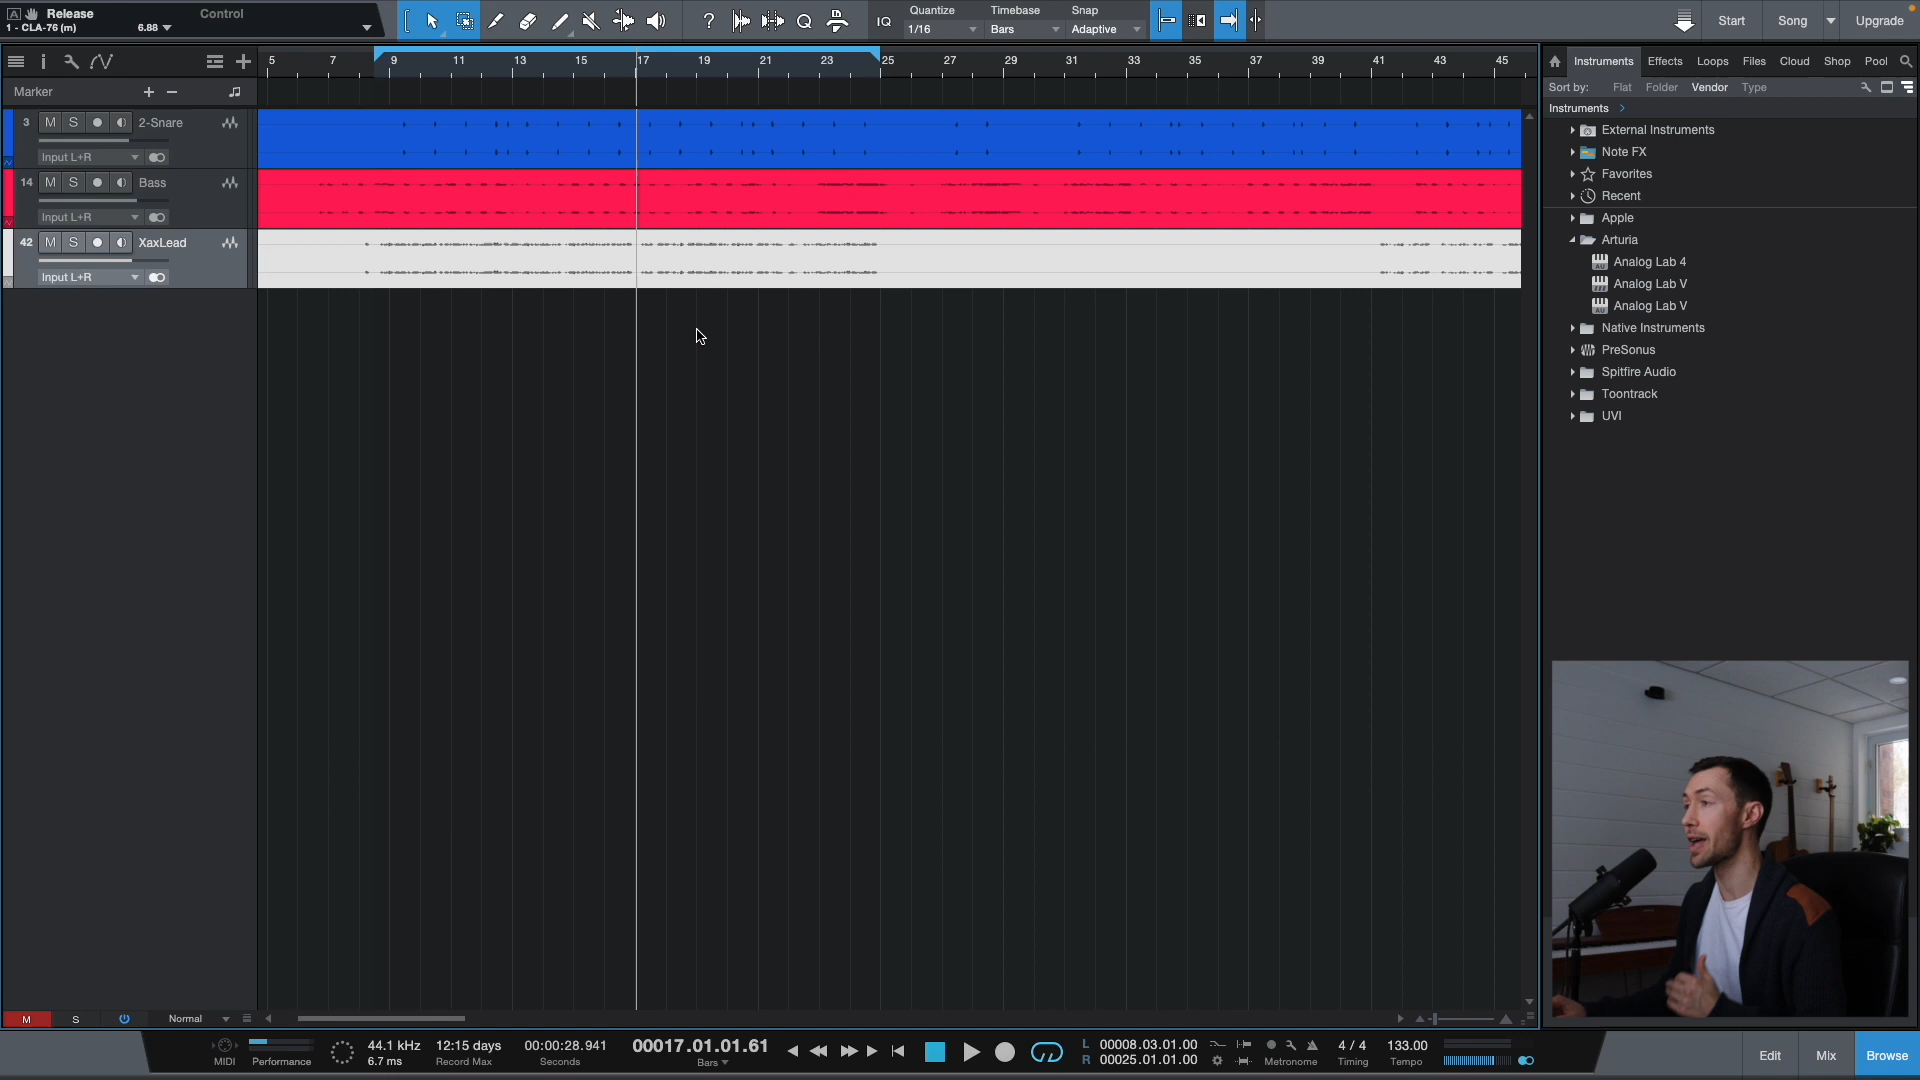 A Release Control
1 - CLA-76 (m) 6.88
Quantize Timebase Snap
IQ 1/16 Bars Adaptive
Start Song Upgrade
5 7 9 11 13 15 17 19 21 23 25 27 29 31 33 35 37 39 41 43 45
Marker
3 M S 2-Snare
Input L+R
14 M S Bass
Input L+R
42 M S XaxLead
Input L+R
Instruments Effects Loops Files Cloud Shop Pool
Sort by: Flat Folder Vendor Type
Instruments
External Instruments
Note FX
Favorites
Recent
Apple
Arturia
Analog Lab 4
Analog Lab V
Analog Lab V
Native Instruments
PreSonus
Spitfire Audio
Toontrack
UVI
M S Normal
MIDI
Performance
44.1 kHz
6.7 ms
12:15 days
Record Max
00:00:28.941
Seconds
00017.01.01.61
Bars
L 00008.03.01.00
R 00025.01.01.00
Metronome
4 / 4
Timing
133.00
Tempo
Edit Mix Browse